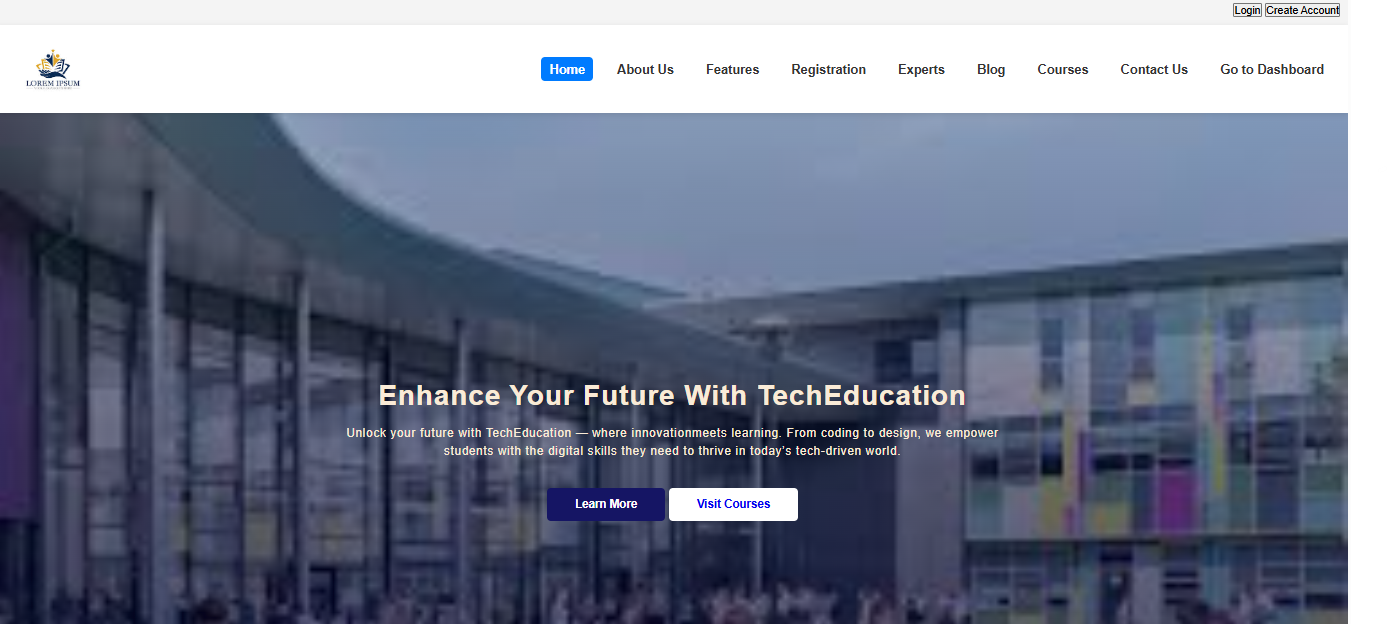 Login Create Account
LOREM IPSUM
Home About Us Features Registration Experts Blog Courses Contact Us Go to Dashboard
Enhance Your Future With TechEducation
Unlock your future with TechEducation — where innovationmeets learning. From coding to design, we empower
students with the digital skills they need to thrive in today's tech-driven world.
Learn More Visit Courses